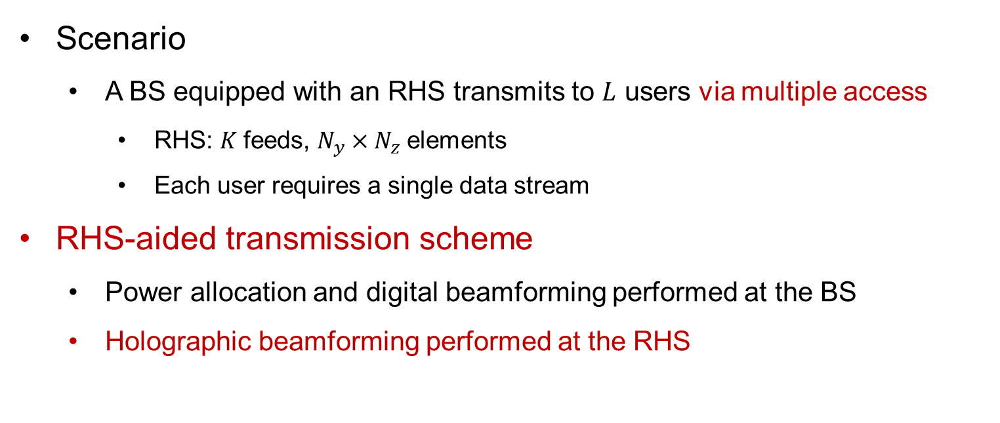 • Scenario
• A BS equipped with an RHS transmits to 𝐿 users via multiple access
• RHS: 𝐾 feeds, 𝑁𝑦 × 𝑁𝑧 elements
• Each user requires a single data stream
• RHS-aided transmission scheme
• Power allocation and digital beamforming performed at the BS
• Holographic beamforming performed at the RHS